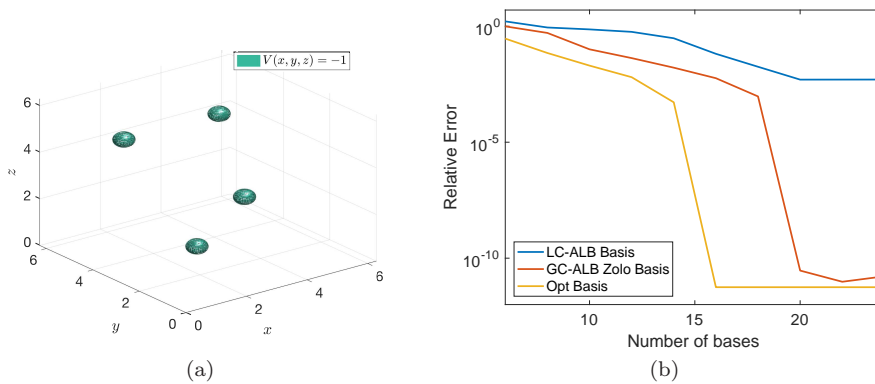 V(x, y, z) = −1
6
4
2
0
z
6
4
2
0
y
0
2
4
6
x
(a)
10^0
10^-5
10^-10
Relative Error
LC-ALB Basis
GC-ALB Zolo Basis
Opt Basis
10
15
20
Number of bases
(b)